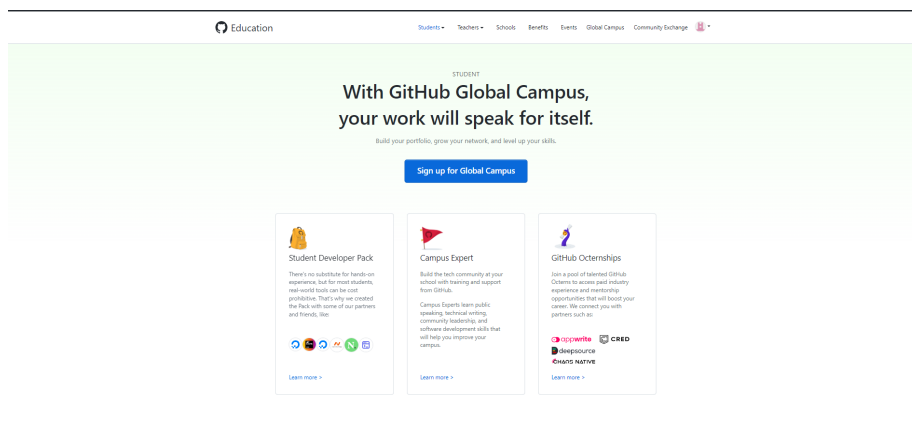 Education
Students Teachers Schools Benefits Events Global Campus Community Exchange
STUDENT
With GitHub Global Campus,
your work will speak for itself.
Build your portfolio, grow your network, and level up your skills.
Sign up for Global Campus
Student Developer Pack
There's no substitute for hands-on
experience, but for most students,
real-world tools can be cost
prohibitive. That's why we created
the Pack with some of our partners
and friends, like:
Learn more >
Campus Expert
Build the tech community at your
school with training and support
from GitHub.
Campus Experts learn public
speaking, technical writing,
community leadership, and
software development skills that
will help you improve your
campus.
Learn more >
GitHub Octernships
Join a pool of talented GitHub
Octerns to access paid industry
experience and mentorship
opportunities that will boost your
career. We connect you with
partners such as:
appwrite CRED
deepsource
CHAOS NATIVE
Learn more >